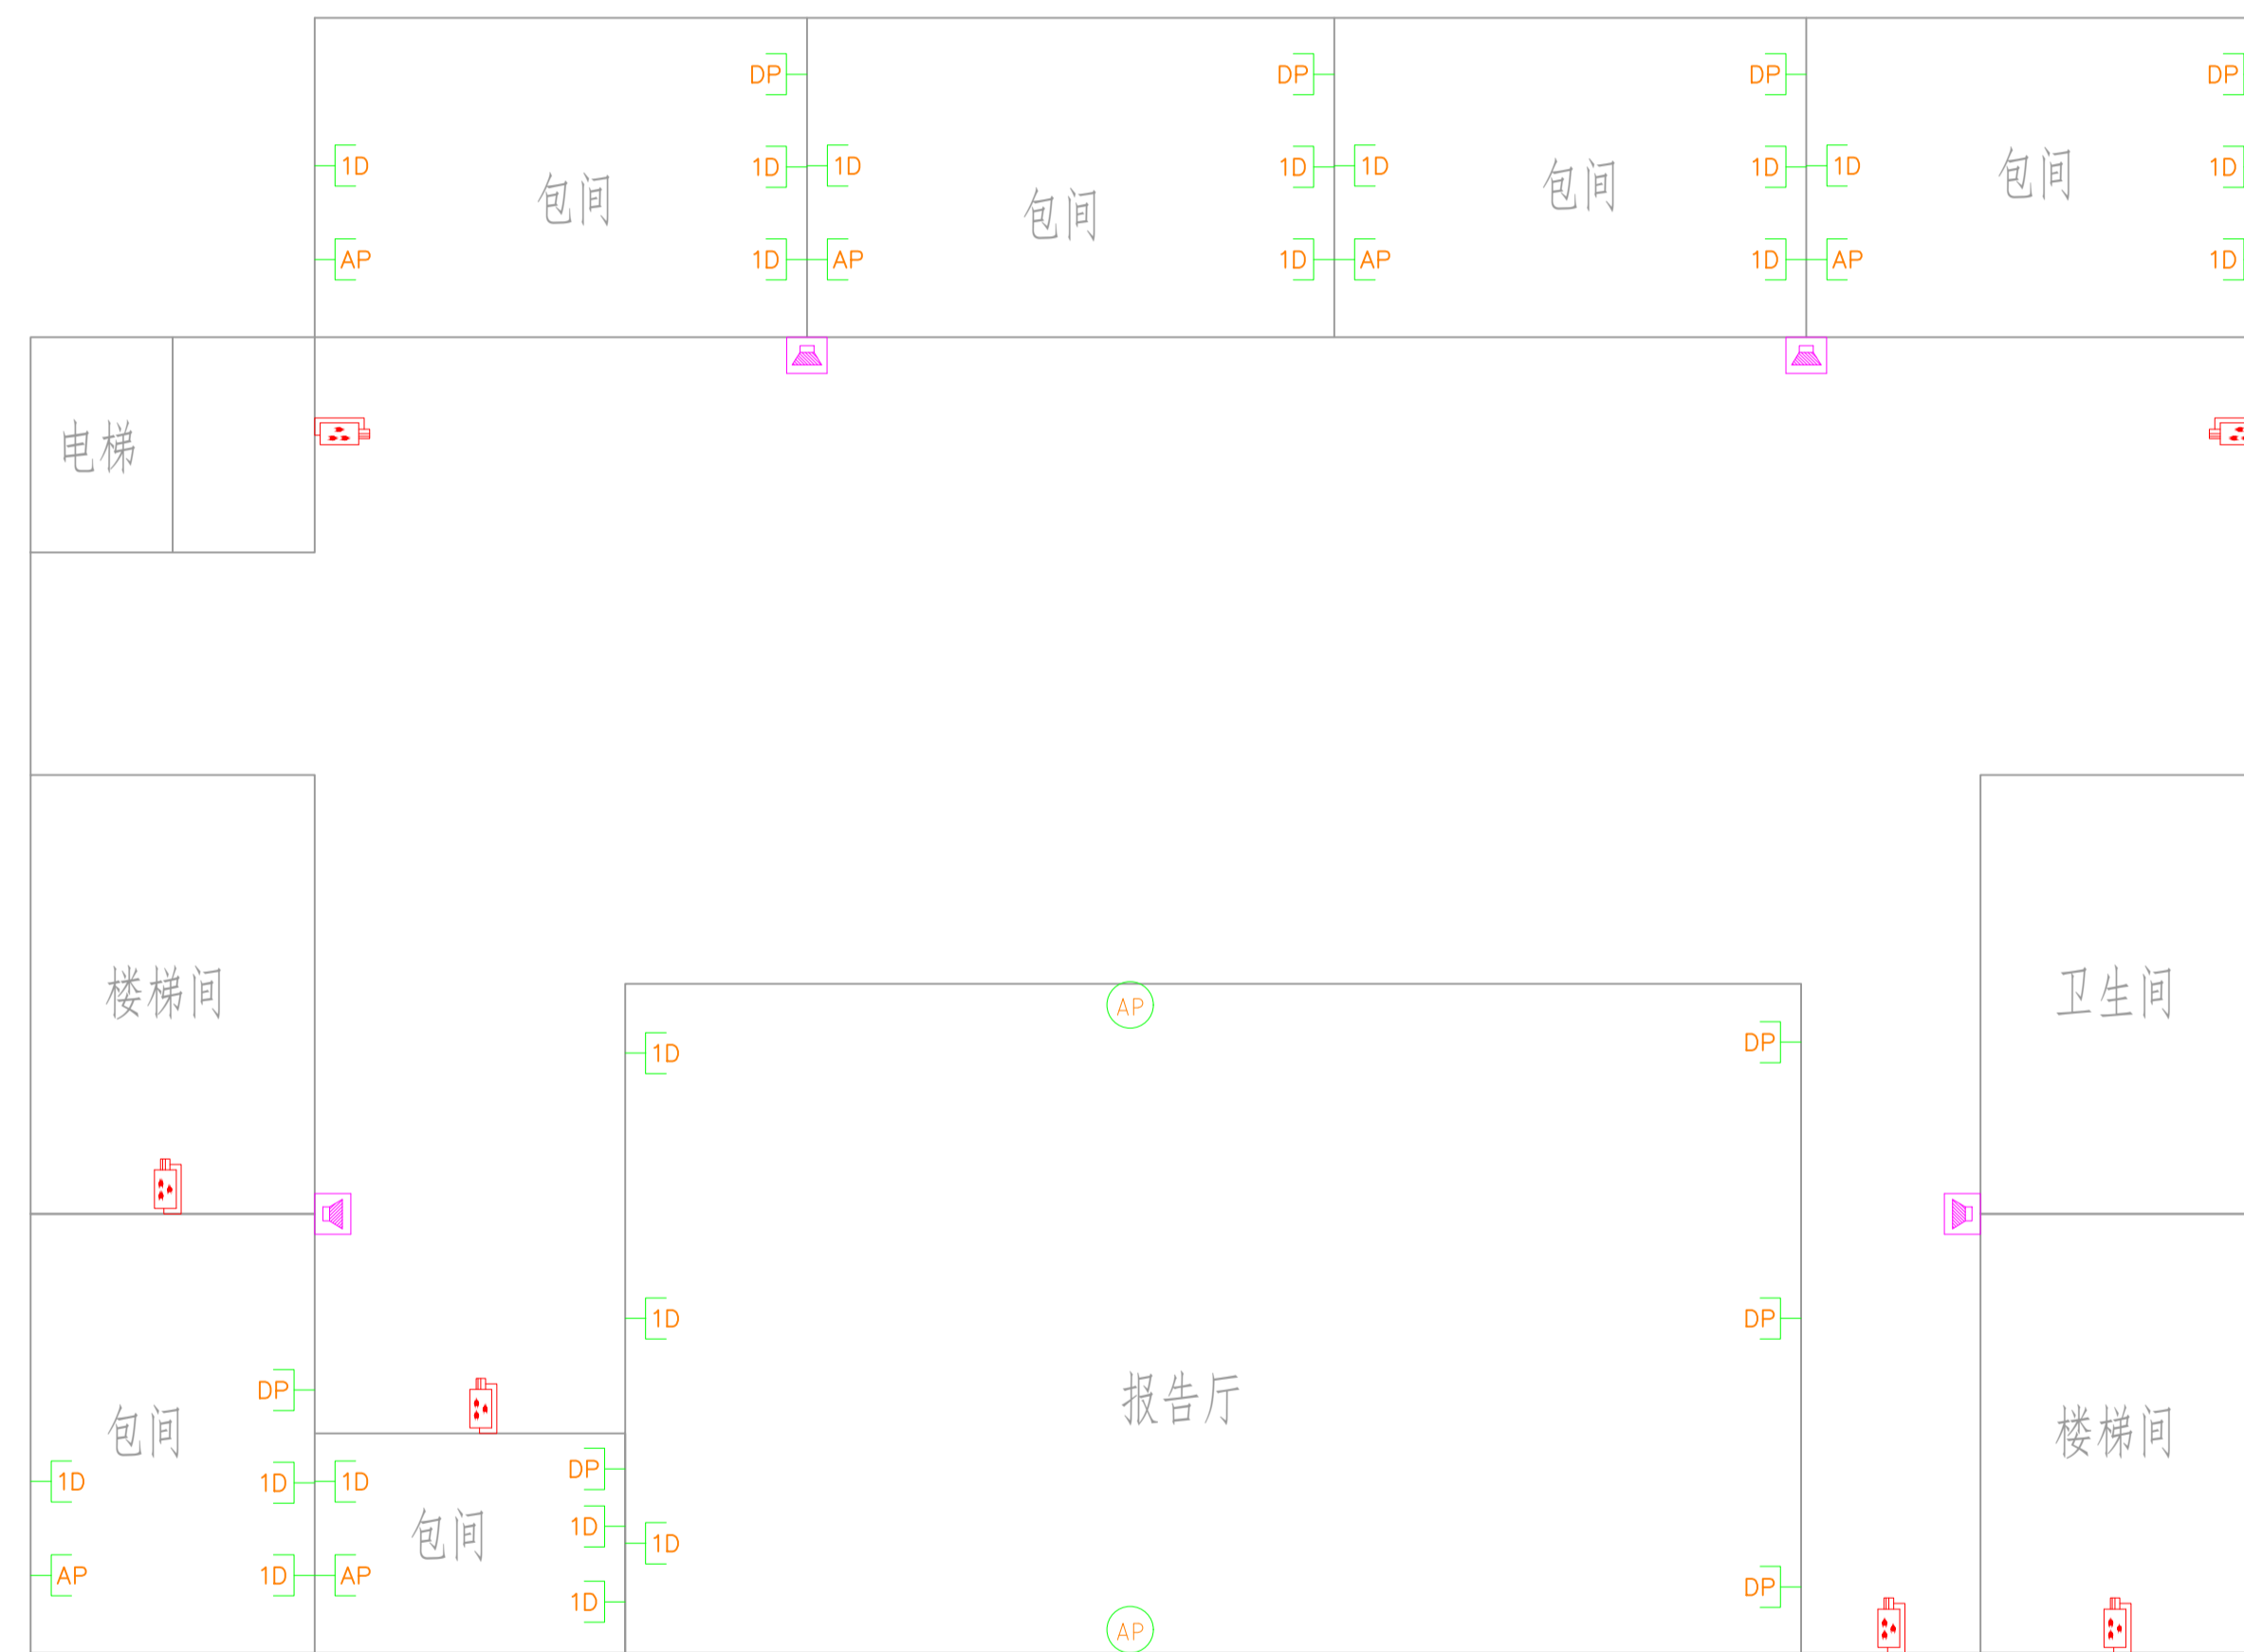 DP DP DP DP
1D 1D 1D 1D 1D 1D 1D 1D
包间 包间 包间 包间
AP 1D AP 1D AP 1D AP 1D
电梯
楼梯间 卫生间
AP
1D DP
1D DP
DP 包间 报告厅 楼梯间
DP
1D 1D 1D 包间 1D 1D
AP 1D AP 1D DP
AP